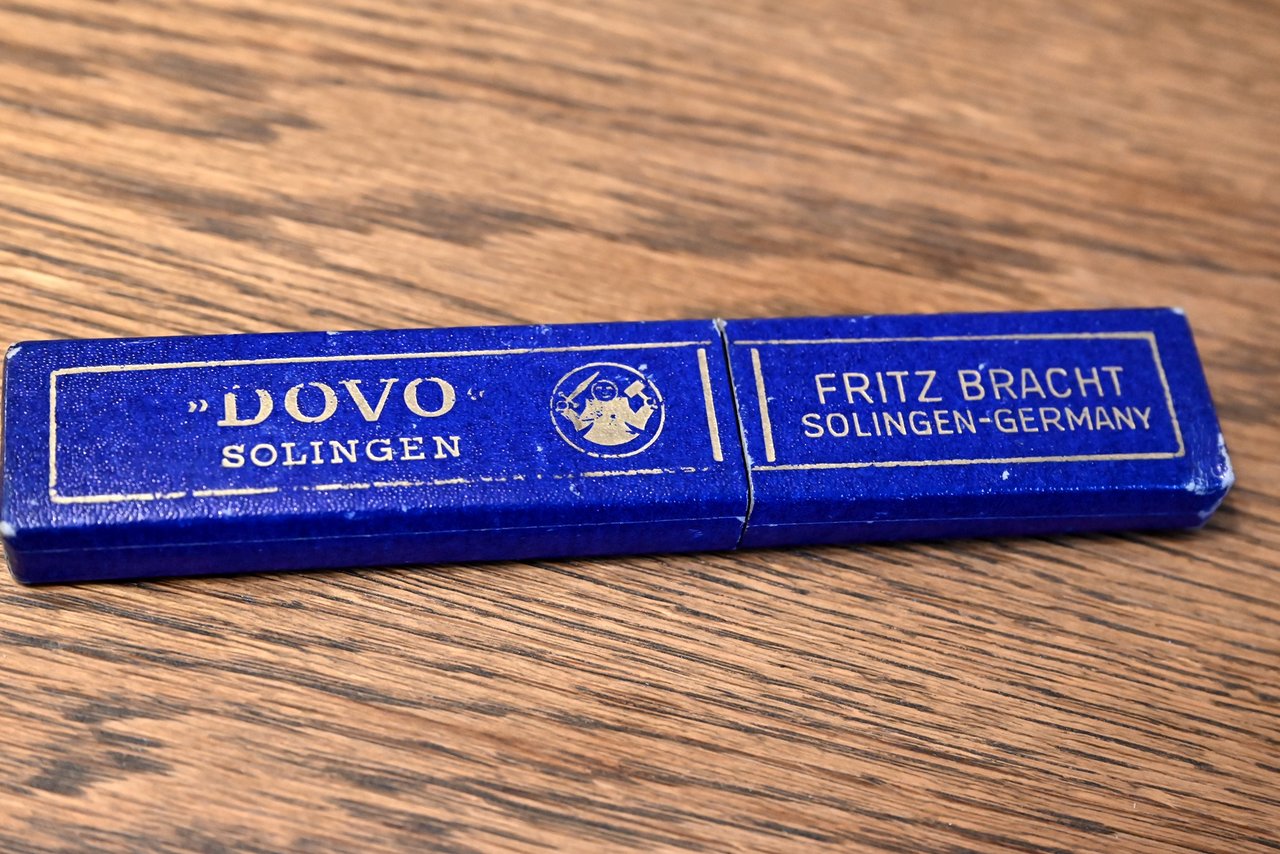 »DOVO«
SOLINGEN
FRITZ BRACHT
SOLINGEN-GERMANY